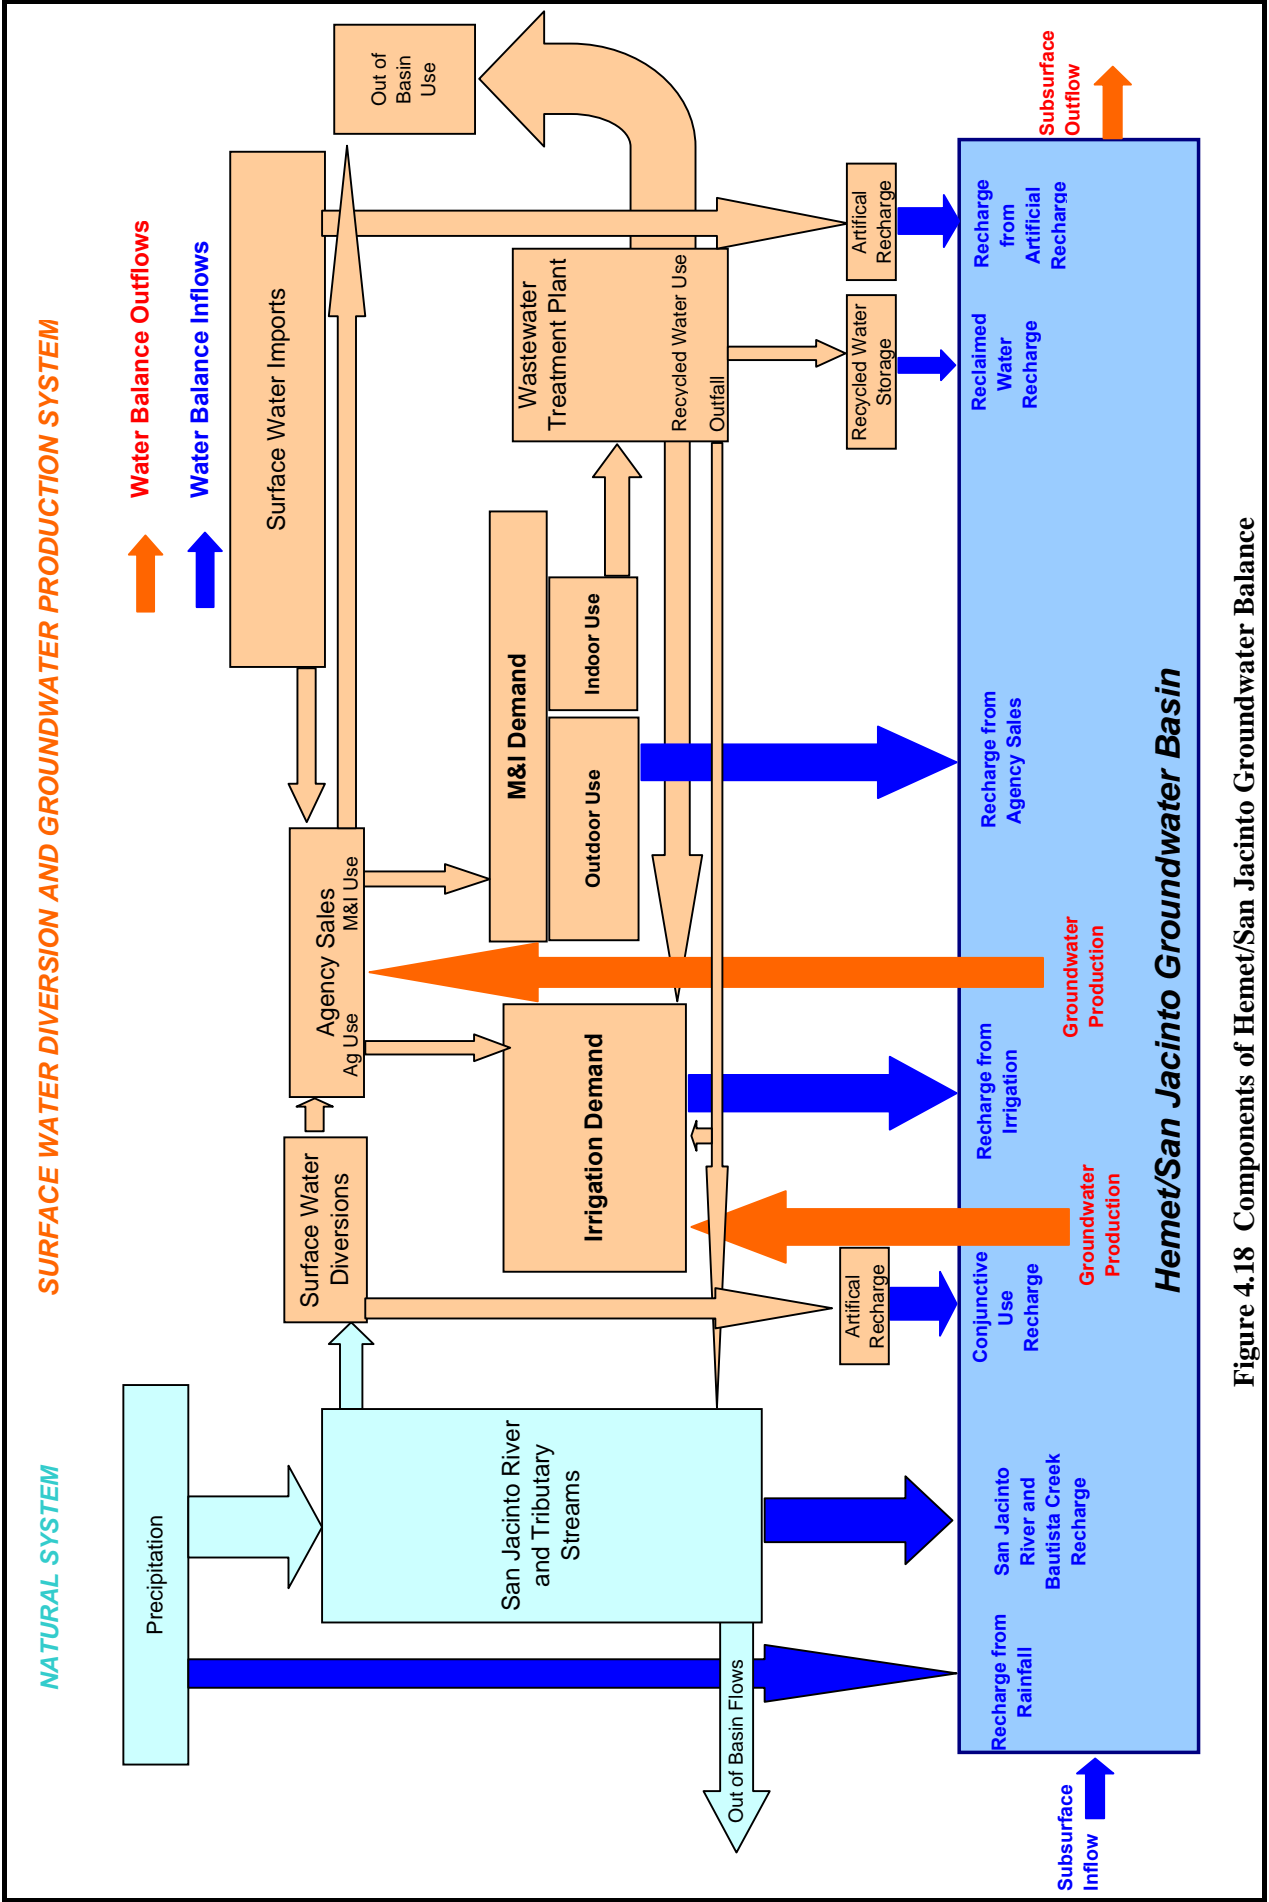 NATURAL SYSTEM
SURFACE WATER DIVERSION AND GROUNDWATER PRODUCTION SYSTEM
Water Balance Outflows
Water Balance Inflows
Precipitation
Surface Water Imports
Out of
Basin
Use
Surface Water
Diversions
Agency Sales
Ag Use
M&I Use
San Jacinto River
and Tributary
Streams
Irrigation Demand
M&I Demand
Outdoor Use
Indoor Use
Wastewater
Treatment Plant
Recycled Water Use
Outfall
Out of Basin Flows
Artifical
Recharge
Recycled Water
Storage
Artifical
Recharge
Subsurface
Inflow
Recharge from
Rainfall
San Jacinto
River and
Bautista Creek
Recharge
Conjunctive
Use
Recharge
Groundwater
Production
Recharge from
Irrigation
Groundwater
Production
Recharge from
Agency Sales
Reclaimed
Water
Recharge
Recharge
from
Artificial
Recharge
Subsurface
Outflow
Hemet/San Jacinto Groundwater Basin
Figure 4.18 Components of Hemet/San Jacinto Groundwater Balance